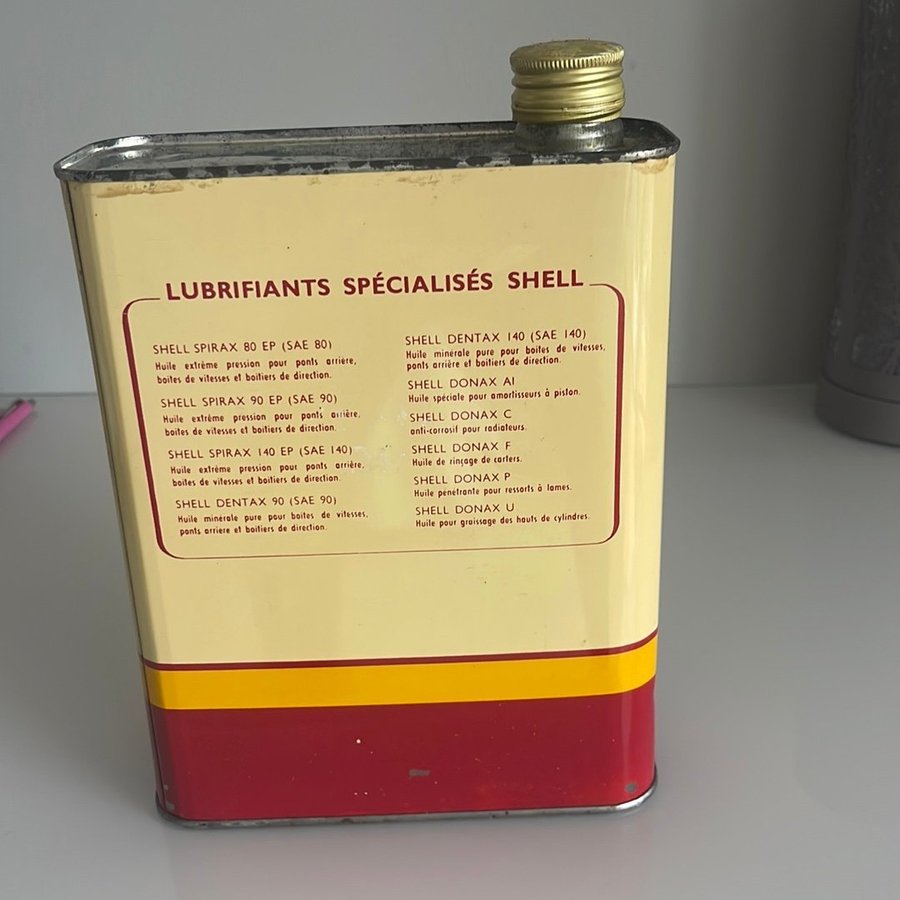 LUBRIFIANTS SPÉCIALISÉS SHELL
SHELL SPIRAX 80 EP (SAE 80)
Huile extrême pression pour ponts arrière,
boites de vitesses et boitiers de direction.
SHELL SPIRAX 90 EP (SAE 90)
Huile extrême pression pour ponts arrière,
boites de vitesses et boitiers de direction.
SHELL SPIRAX 140 EP (SAE 140)
Huile extrême pression pour ponts arrière,
boites de vitesses et boitiers de direction.
SHELL DENTAX 90 (SAE 90)
Huile minérale pure pour boites de vitesses,
ponts arrière et boitiers de direction.
SHELL DENTAX 140 (SAE 140)
Huile minérale pure pour boites de vitesses,
ponts arrière et boitiers de direction.
SHELL DONAX A1
Huile spéciale pour amortisseurs à piston.
SHELL DONAX C
anti-corrosif pour radiateurs.
SHELL DONAX F
Huile de rinçage de carters.
SHELL DONAX P
Huile pénétrante pour ressorts à lames.
SHELL DONAX U
Huile pour graissage des hauts de cylindres.